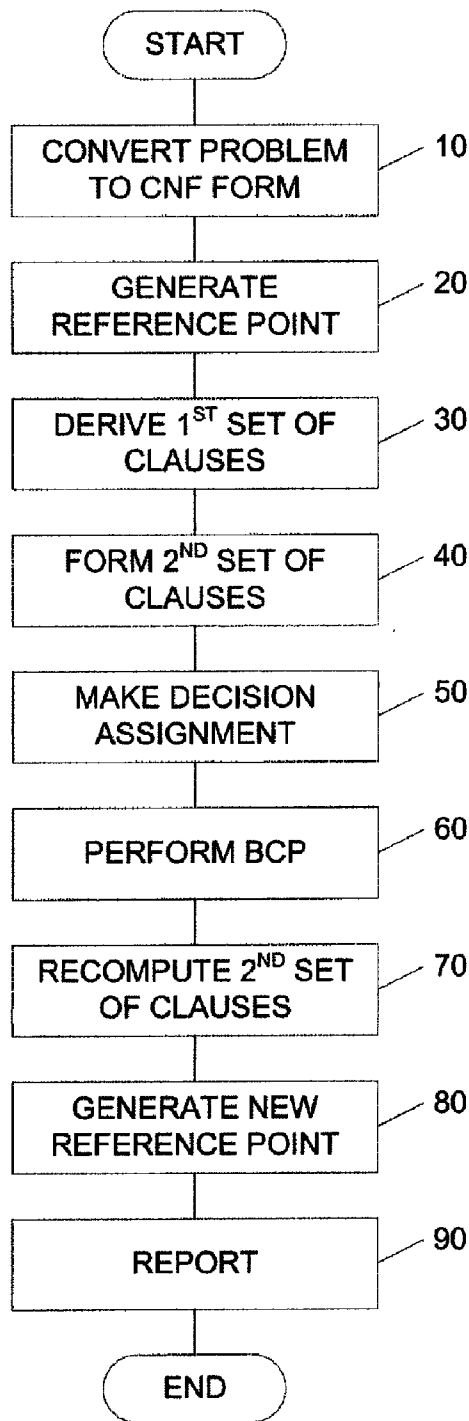 START
CONVERT PROBLEM
TO CNF FORM
10
GENERATE
REFERENCE POINT
20
DERIVE 1ST SET OF
CLAUSES
30
FORM 2ND SET OF
CLAUSES
40
MAKE DECISION
ASSIGNMENT
50
PERFORM BCP
60
RECOMPUTE 2ND SET
OF CLAUSES
70
GENERATE NEW
REFERENCE POINT
80
REPORT
90
END